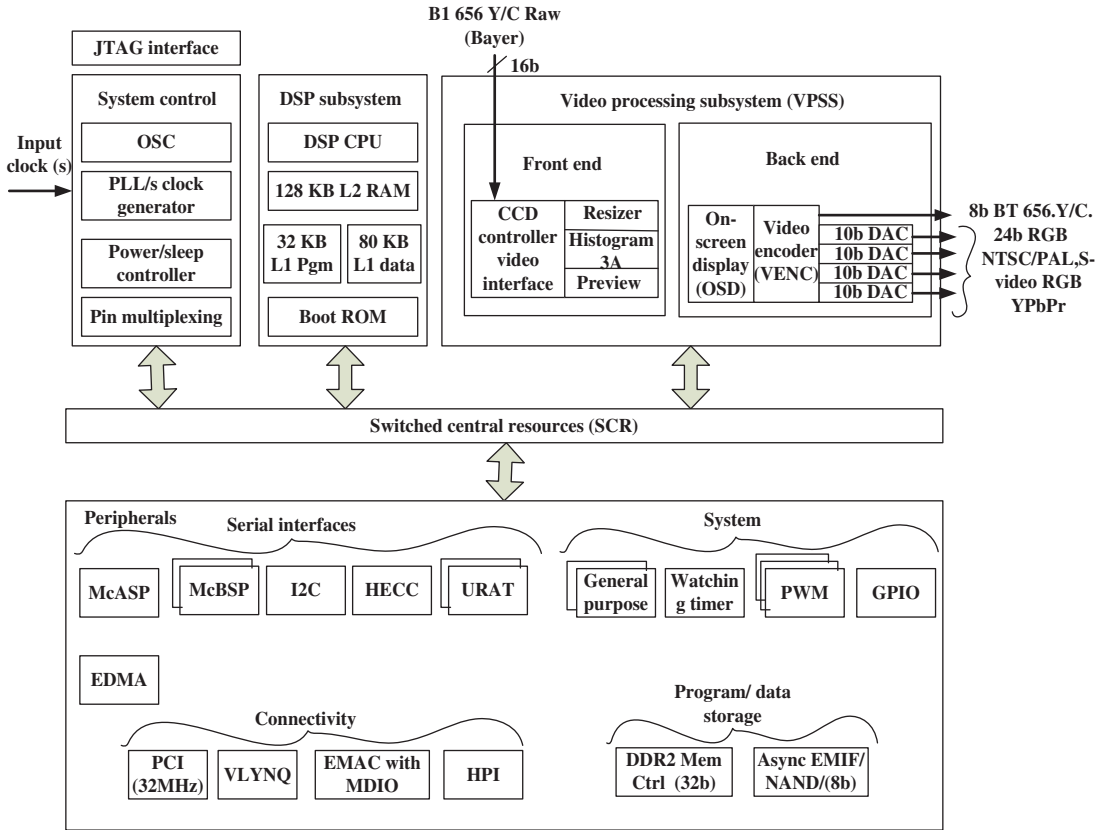 B1 656 Y/C Raw
(Bayer)
16b
JTAG interface
System control
OSC
PLL/s clock
generator
Power/sleep
controller
Pin multiplexing
Input
clock (s)
DSP subsystem
DSP CPU
128 KB L2 RAM
32 KB
L1 Pgm
80 KB
L1 data
Boot ROM
Video processing subsystem (VPSS)
Front end
CCD
controller
video
interface
Resizer
Histogram
3A
Preview
Back end
On-
screen
display
(OSD)
Video
encoder
(VENC)
10b DAC
10b DAC
10b DAC
10b DAC
8b BT 656.Y/C.
24b RGB
NTSC/PAL,S-
video RGB
YPbPr
Switched central resources (SCR)
Peripherals
Serial interfaces
McASP
McBSP
I2C
HECC
URAT
System
General
purpose
Watchin
g timer
PWM
GPIO
EDMA
Connectivity
PCI
(32MHz)
VLYNQ
EMAC with
MDIO
HPI
Program/ data
storage
DDR2 Mem
Ctrl (32b)
Async EMIF/
NAND/(8b)